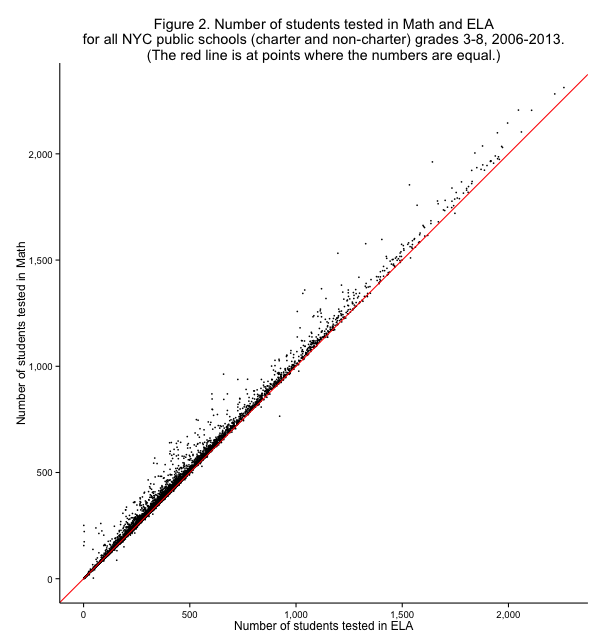 Figure 2. Number of students tested in Math and ELA
for all NYC public schools (charter and non-charter) grades 3-8, 2006-2013.
(The red line is at points where the numbers are equal.)
Number of students tested in Math
2,000
1,500
1,000
500
0
0 500 1,000 1,500 2,000
Number of students tested in ELA